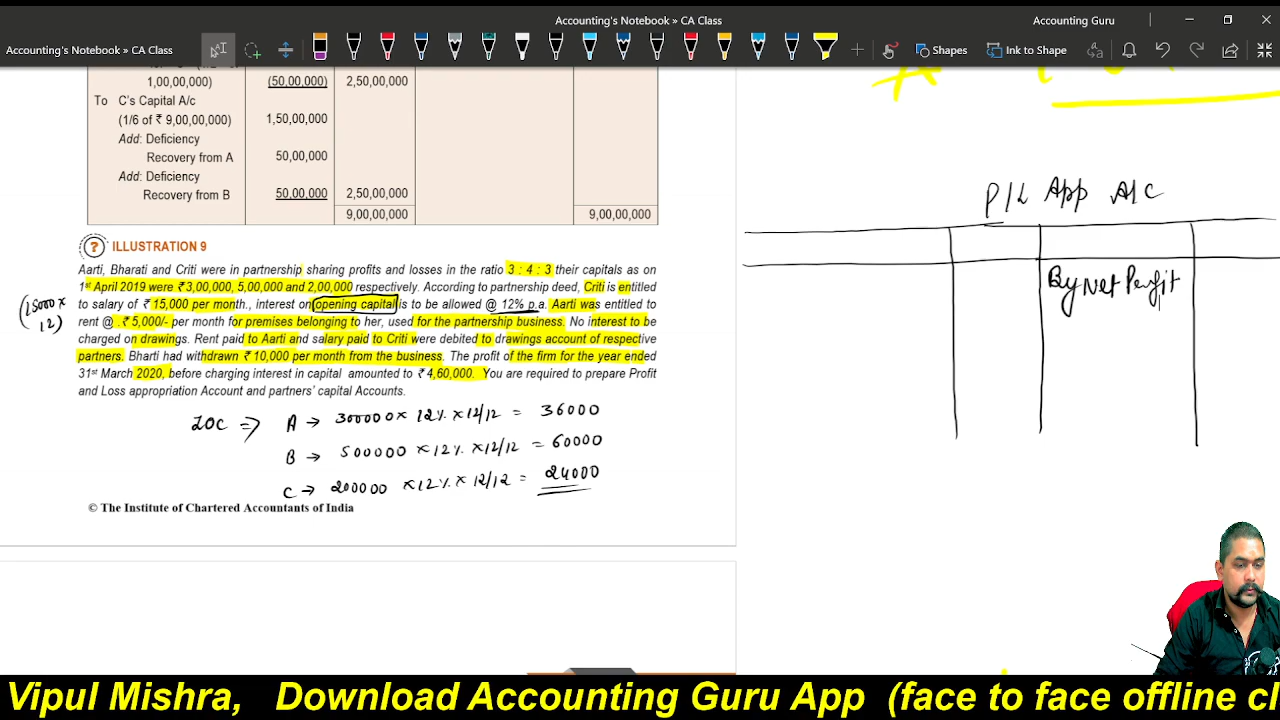 Accounting's Notebook » CA Class
Accounting Guru
Accounting's Notebook » CA Class
Shapes
Ink to Shape
1,00,00,000) (50,00,000) 2,50,00,000
To C's Capital A/c
(1/6 of ₹ 9,00,00,000) 1,50,00,000
Add: Deficiency
Recovery from A 50,00,000
Add: Deficiency
Recovery from B 50,00,000 2,50,00,000
9,00,00,000 9,00,00,000
? ILLUSTRATION 9
Aarti, Bharati and Criti were in partnership sharing profits and losses in the ratio 3 : 4 : 3 their capitals as on
1st April 2019 were ₹ 3,00,000, 5,00,000 and 2,00,000 respectively. According to partnership deed, Criti is entitled
to salary of ₹ 15,000 per month., interest on opening capital is to be allowed @ 12% p.a. Aarti was entitled to
rent @ . ₹ 5,000/- per month for premises belonging to her, used for the partnership business. No interest to be
charged on drawings. Rent paid to Aarti and salary paid to Criti were debited to drawings account of respective
partners. Bharti had withdrawn ₹ 10,000 per month from the business. The profit of the firm for the year ended
31st March 2020, before charging interest in capital amounted to ₹ 4,60,000. You are required to prepare Profit
and Loss appropriation Account and partners' capital Accounts.
(15000 x
12)
IOC ⇒ A → 300000 × 12% × 12/12 = 36000
B → 500000 × 12% × 12/12 = 60000
C → 200000 × 12% × 12/12 = 24000
© The Institute of Chartered Accountants of India
P/L App A/C
By Net Profit
Vipul Mishra, Download Accounting Guru App (face to face offline cl